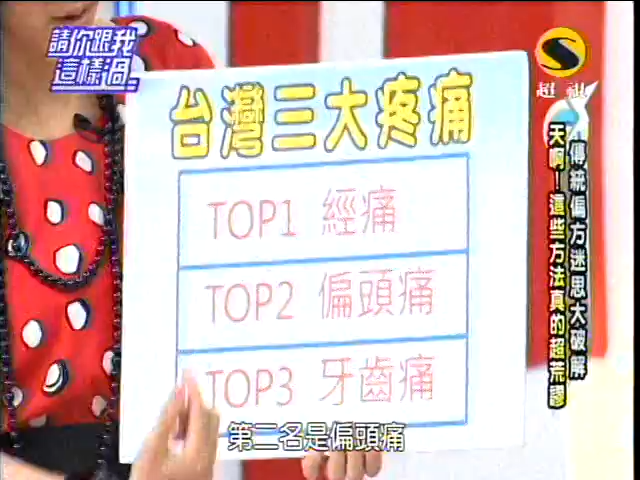 請你跟我
這樣過
超視
台灣三大疼痛
TOP1 經痛
TOP2 偏頭痛
TOP3 牙齒痛
傳統偏方迷思大破解
天啊！這些方法真的超荒謬
第二名是偏頭痛